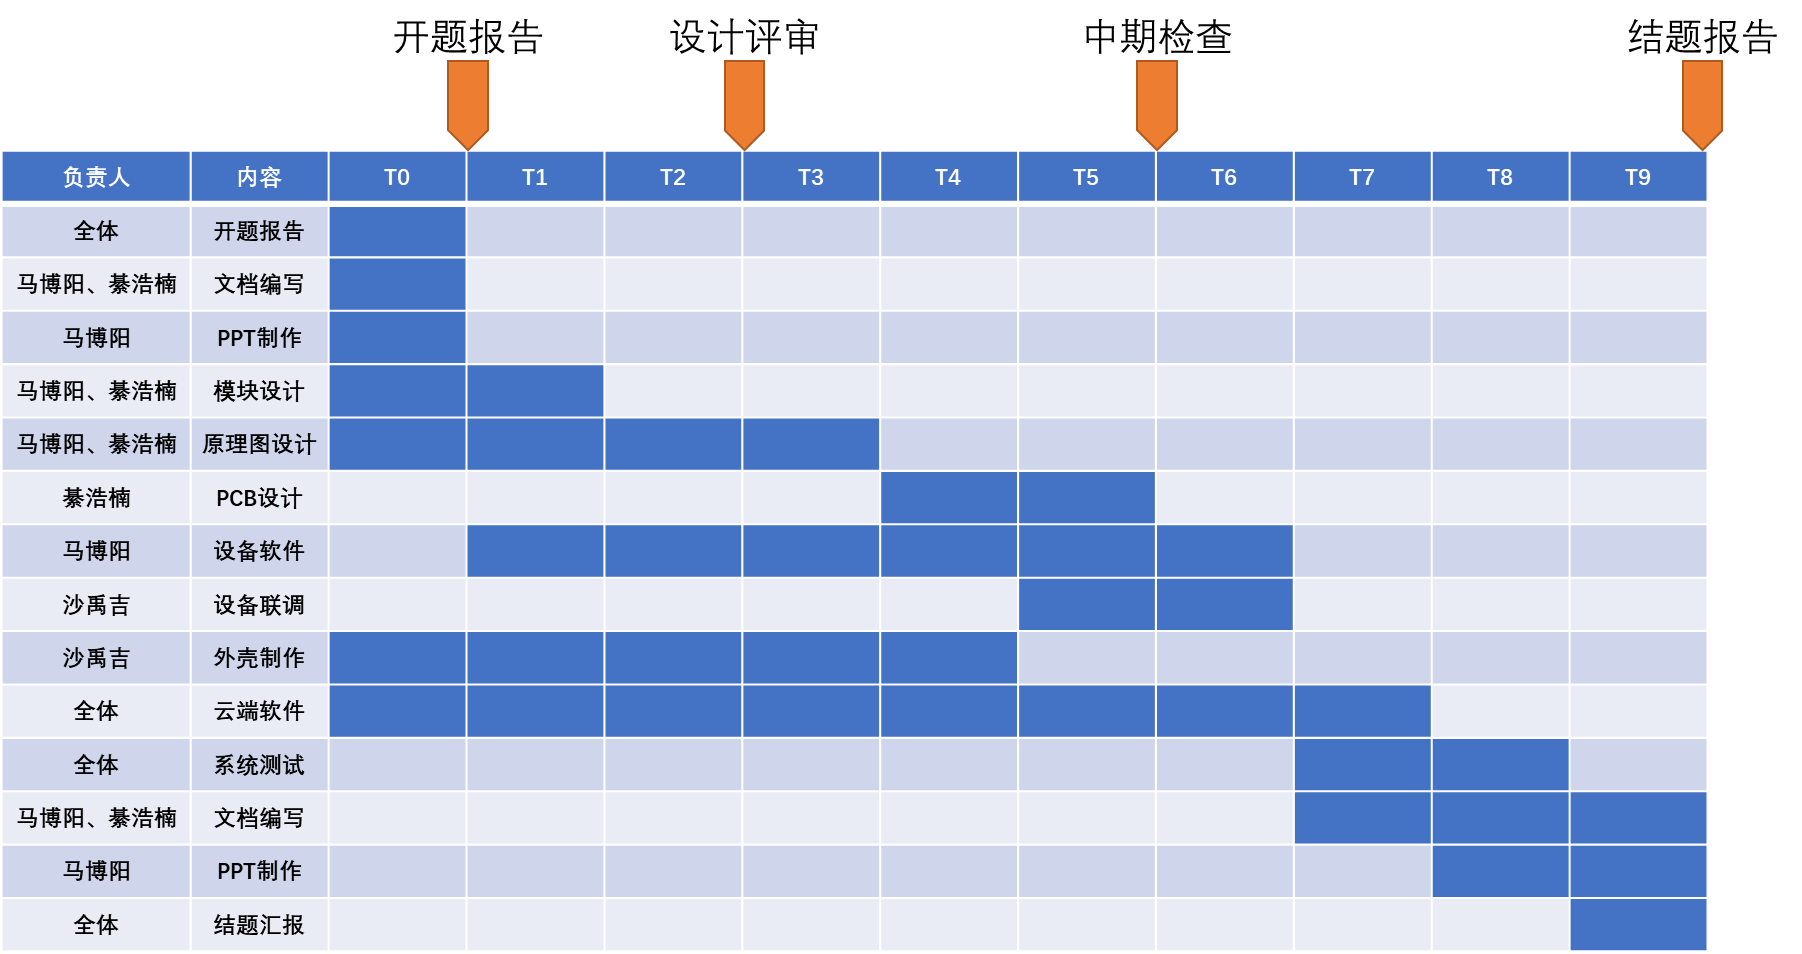 开题报告 设计评审 中期检查 结题报告
负责人 内容 T0 T1 T2 T3 T4 T5 T6 T7 T8 T9
全体 开题报告
马博阳、綦浩楠 文档编写
马博阳 PPT制作
马博阳、綦浩楠 模块设计
马博阳、綦浩楠 原理图设计
綦浩楠 PCB设计
马博阳 设备软件
沙禹吉 设备联调
沙禹吉 外壳制作
全体 云端软件
全体 系统测试
马博阳、綦浩楠 文档编写
马博阳 PPT制作
全体 结题汇报